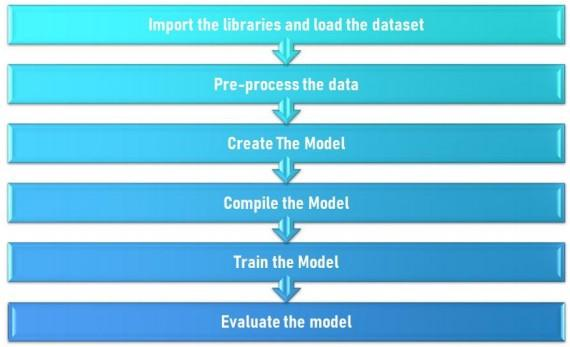 Import the libraries and load the dataset
Pre-process the data
Create The Model
Compile the Model
Train the Model
Evaluate the model